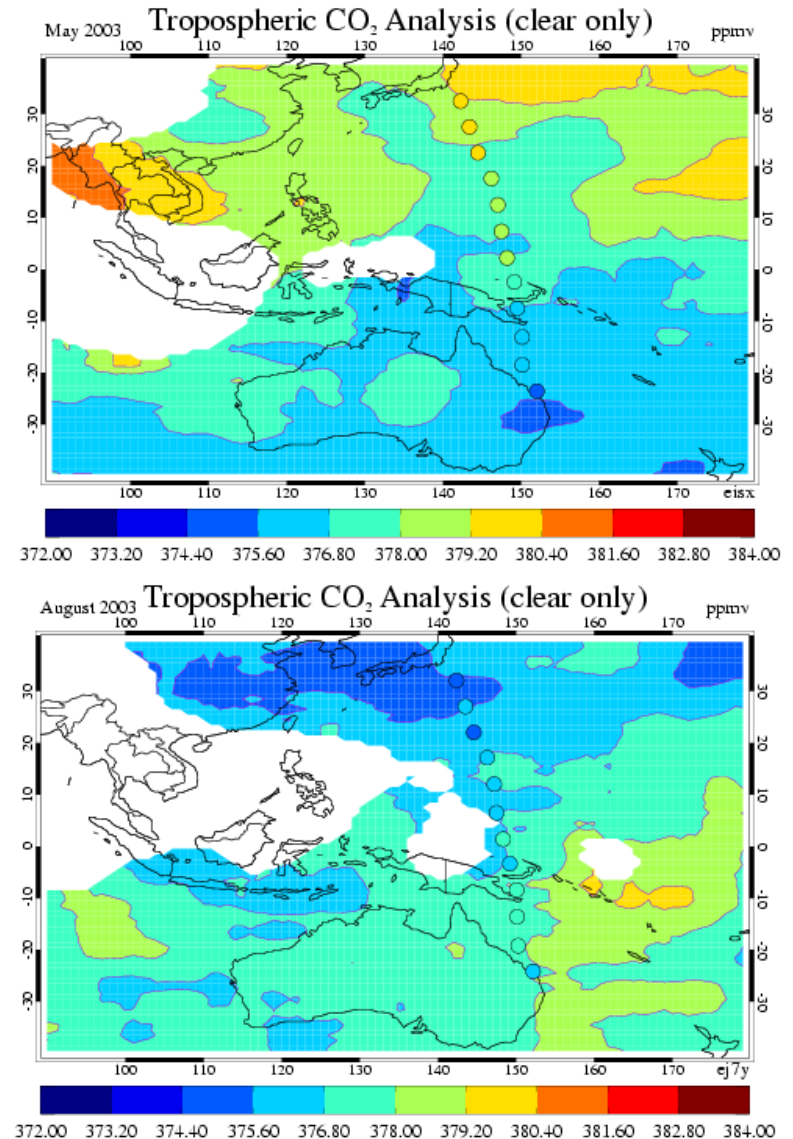 May 2003 Tropospheric CO₂ Analysis (clear only) ppmv
100 110 120 130 140 150 160 170
30 30
20 20
10 10
0 0
-10 -10
-20 -20
-30 -30
100 110 120 130 140 150 160 170
eisx
372.00 373.20 374.40 375.60 376.80 378.00 379.20 380.40 381.60 382.80 384.00
August 2003 Tropospheric CO₂ Analysis (clear only) ppmv
100 110 120 130 140 150 160 170
30 30
20 20
10 10
0 0
-10 -10
-20 -20
-30 -30
100 110 120 130 140 150 160 170
ej7y
372.00 373.20 374.40 375.60 376.80 378.00 379.20 380.40 381.60 382.80 384.00